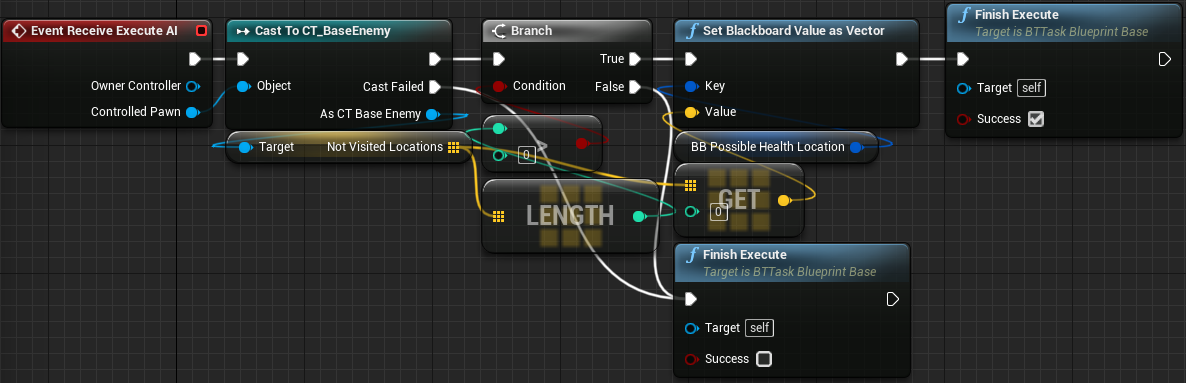 Event Receive Execute AI
Owner Controller
Controlled Pawn
Cast To CT_BaseEnemy
Object
Cast Failed
As CT Base Enemy
Target
Not Visited Locations
Branch
Condition
True
False
>
0
LENGTH
f Set Blackboard Value as Vector
Key
Value
BB Possible Health Location
GET
0
f Finish Execute
Target is BTTask Blueprint Base
Target self
Success
f Finish Execute
Target is BTTask Blueprint Base
Target self
Success